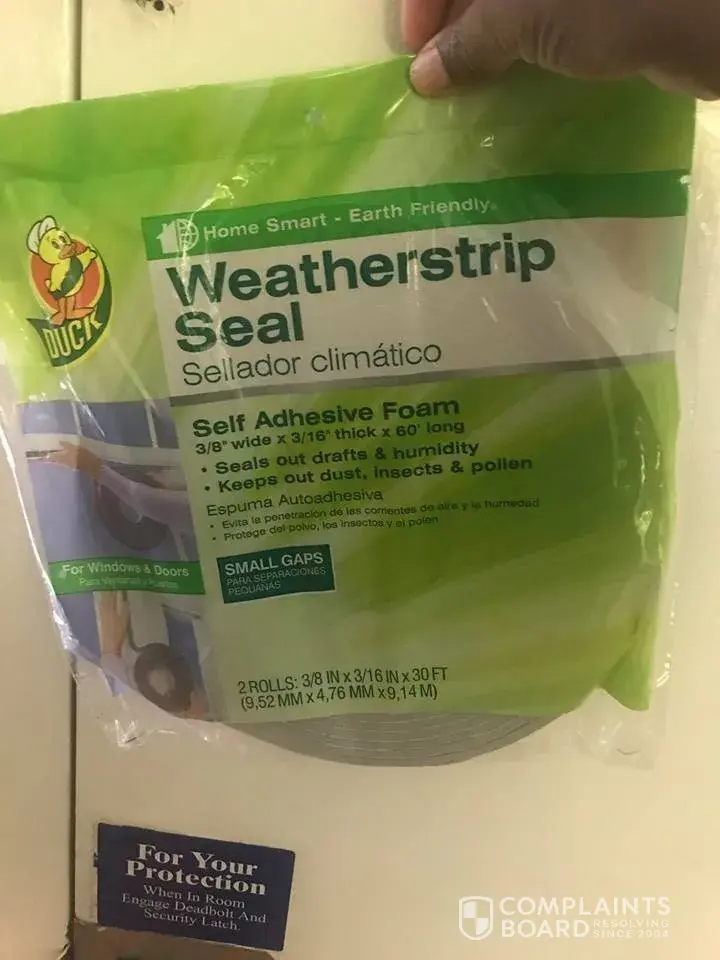 Home Smart - Earth Friendly®
DUCK
Weatherstrip
Seal
Sellador climático
Self Adhesive Foam
3/8" wide x 3/16" thick x 60' long
• Seals out drafts & humidity
• Keeps out dust, insects & pollen
Espuma Autoadhesiva
• Evita la penetración de las corrientes de aire y la humedad
• Protege del polvo, los insectos y el polen
For Windows & Doors
Para Ventanas y Puertas
SMALL GAPS
PARA SEPARACIONES
PEQUANAS
2 ROLLS: 3/8 IN x 3/16 IN x 30 FT
(9,52 MM x 4,76 MM x 9,14 M)
For Your
Protection
When In Room
Engage Deadbolt And
Security Latch.
COMPLAINTS
BOARD RESOLVING
SINCE 2004